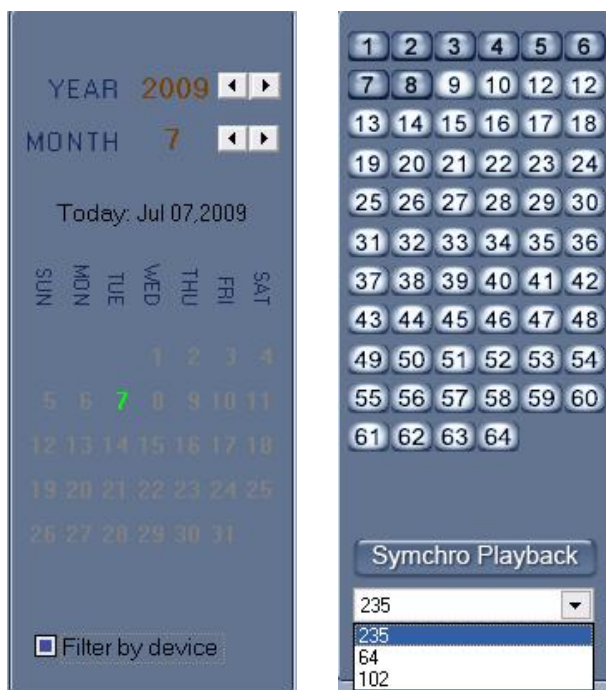 YEAR 2009
MONTH 7
Today: Jul 07,2009
SUN MON TUE WED THU FRI SAT
1 2 3 4
5 6 7 8 9 10 11
12 13 14 15 16 17 18
19 20 21 22 23 24 25
26 27 28 29 30 31
Filter by device
1 2 3 4 5 6
7 8 9 10 12 12
13 14 15 16 17 18
19 20 21 22 23 24
25 26 27 28 29 30
31 32 33 34 35 36
37 38 39 40 41 42
43 44 45 46 47 48
49 50 51 52 53 54
55 56 57 58 59 60
61 62 63 64
Symchro Playback
235
235
64
102